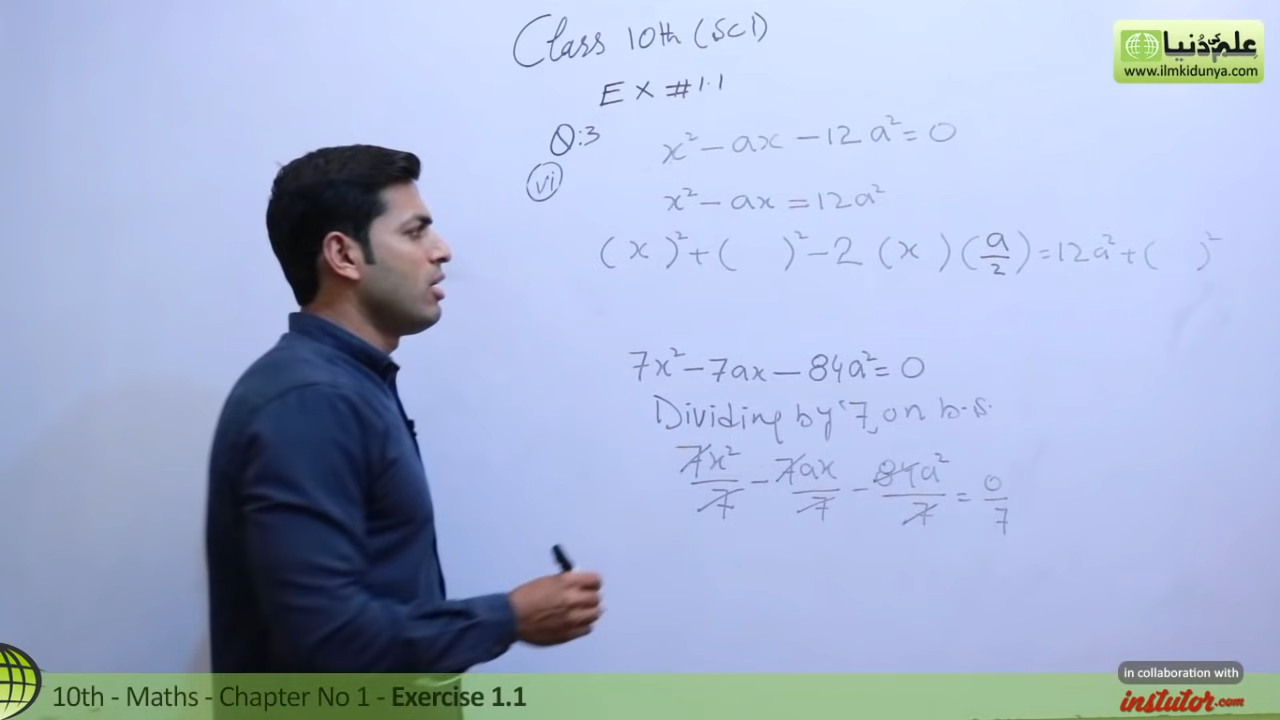 Class 10th (Sci)
علم کی دُنیا
www.ilmkidunya.com
EX #1.1
Q:3 x² - ax - 12a² = 0
vi
x² - ax = 12a²
(x)² + ( )² - 2 (x) (a/2) = 12a² + ( )²
7x² - 7ax - 84a² = 0
Dividing by '7' on b.s.
7x²/7 - 7ax/7 - 84a²/7 = 0/7
in collaboration with
instutor.com
10th - Maths - Chapter No 1 - Exercise 1.1